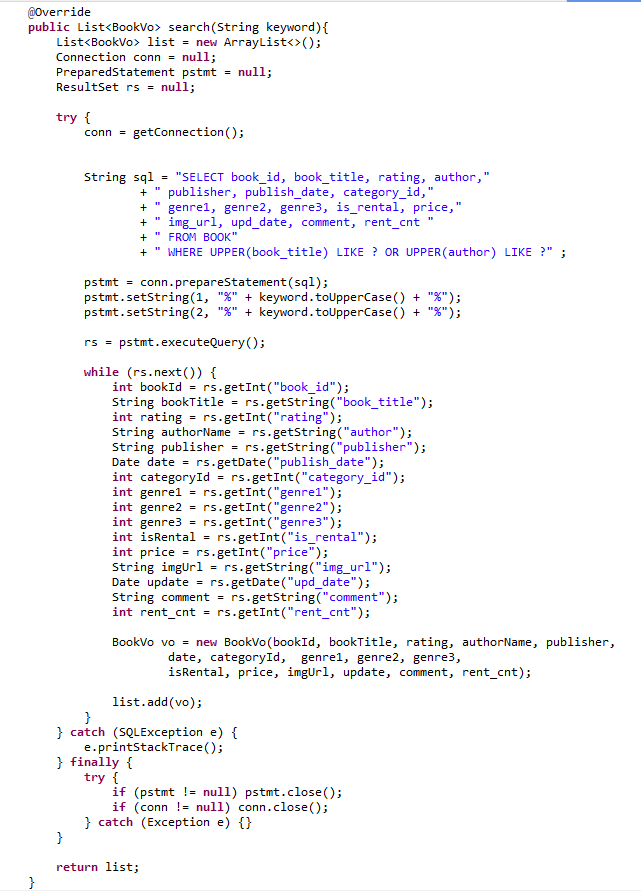 @Override
public List<BookVo> search(String keyword){
    List<BookVo> list = new ArrayList<>();
    Connection conn = null;
    PreparedStatement pstmt = null;
    ResultSet rs = null;

    try {
        conn = getConnection();


        String sql = "SELECT book_id, book_title, rating, author,"
                + " publisher, publish_date, category_id,"
                + " genre1, genre2, genre3, is_rental, price,"
                + " img_url, upd_date, comment, rent_cnt "
                + " FROM BOOK"
                + " WHERE UPPER(book_title) LIKE ? OR UPPER(author) LIKE ?" ;

        pstmt = conn.prepareStatement(sql);
        pstmt.setString(1, "%" + keyword.toUpperCase() + "%");
        pstmt.setString(2, "%" + keyword.toUpperCase() + "%");

        rs = pstmt.executeQuery();

        while (rs.next()) {
            int bookId = rs.getInt("book_id");
            String bookTitle = rs.getString("book_title");
            int rating = rs.getInt("rating");
            String authorName = rs.getString("author");
            String publisher = rs.getString("publisher");
            Date date = rs.getDate("publish_date");
            int categoryId = rs.getInt("category_id");
            int genre1 = rs.getInt("genre1");
            int genre2 = rs.getInt("genre2");
            int genre3 = rs.getInt("genre3");
            int isRental = rs.getInt("is_rental");
            int price = rs.getInt("price");
            String imgUrl = rs.getString("img_url");
            Date update = rs.getDate("upd_date");
            String comment = rs.getString("comment");
            int rent_cnt = rs.getInt("rent_cnt");

            BookVo vo = new BookVo(bookId, bookTitle, rating, authorName, publisher,
                    date, categoryId,  genre1, genre2, genre3,
                    isRental, price, imgUrl, update, comment, rent_cnt);

            list.add(vo);
        }
    } catch (SQLException e) {
        e.printStackTrace();
    } finally {
        try {
            if (pstmt != null) pstmt.close();
            if (conn != null) conn.close();
        } catch (Exception e) {}
    }

    return list;
}